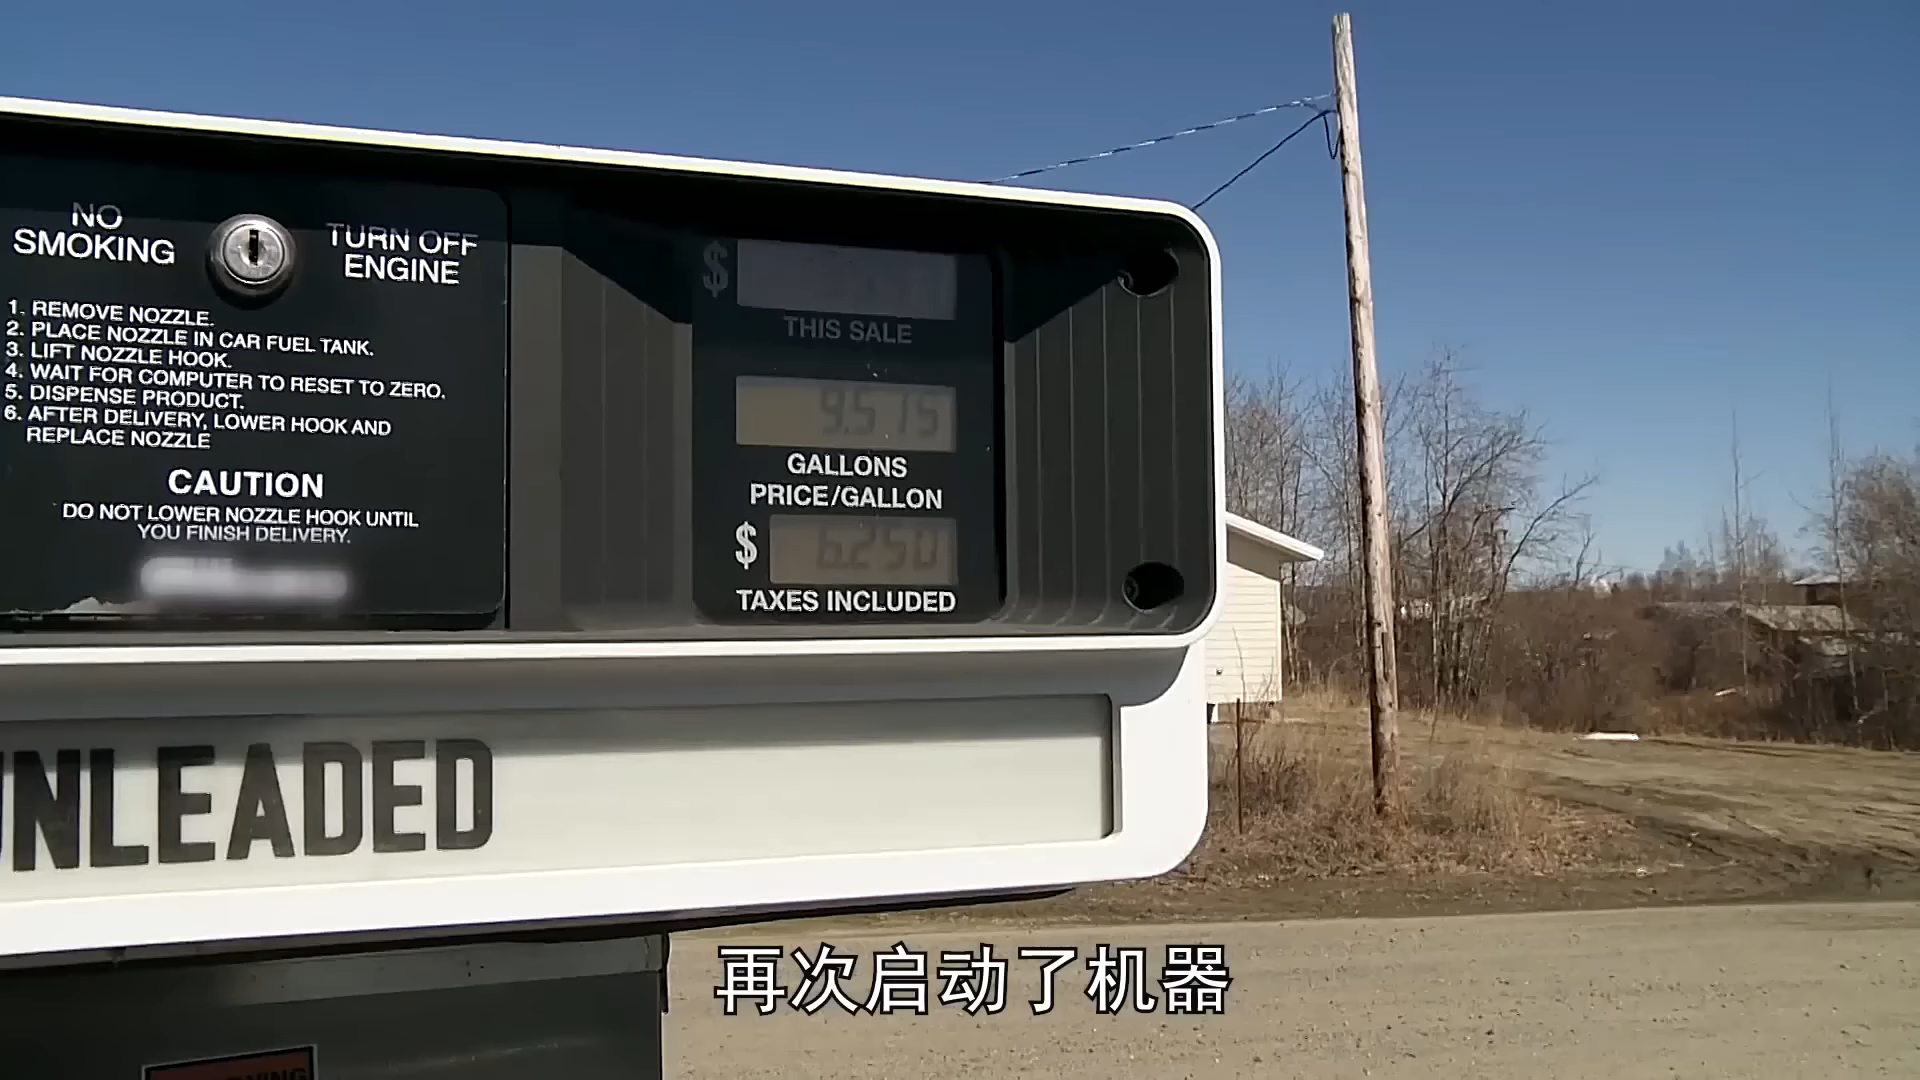 NO
SMOKING
TURN OFF
ENGINE
1. REMOVE NOZZLE.
2. PLACE NOZZLE IN CAR FUEL TANK.
3. LIFT NOZZLE HOOK.
4. WAIT FOR COMPUTER TO RESET TO ZERO.
5. DISPENSE PRODUCT.
6. AFTER DELIVERY, LOWER HOOK AND
REPLACE NOZZLE
CAUTION
DO NOT LOWER NOZZLE HOOK UNTIL
YOU FINISH DELIVERY.
$
THIS SALE
9.575
GALLONS
PRICE/GALLON
$ 6.250
TAXES INCLUDED
UNLEADED
再次启动了机器